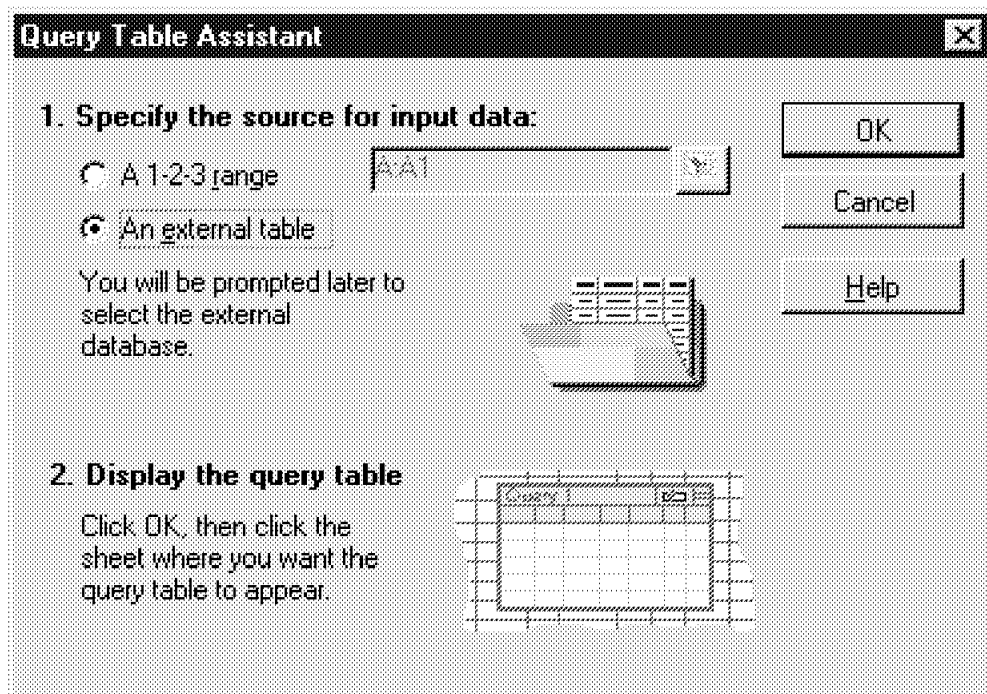 Query Table Assistant
1. Specify the source for input data:
A 1-2-3 range
A:A1
An external table
You will be prompted later to
select the external
database.
OK
Cancel
Help
2. Display the query table
Click OK, then click the
sheet where you want the
query table to appear.
Query 1